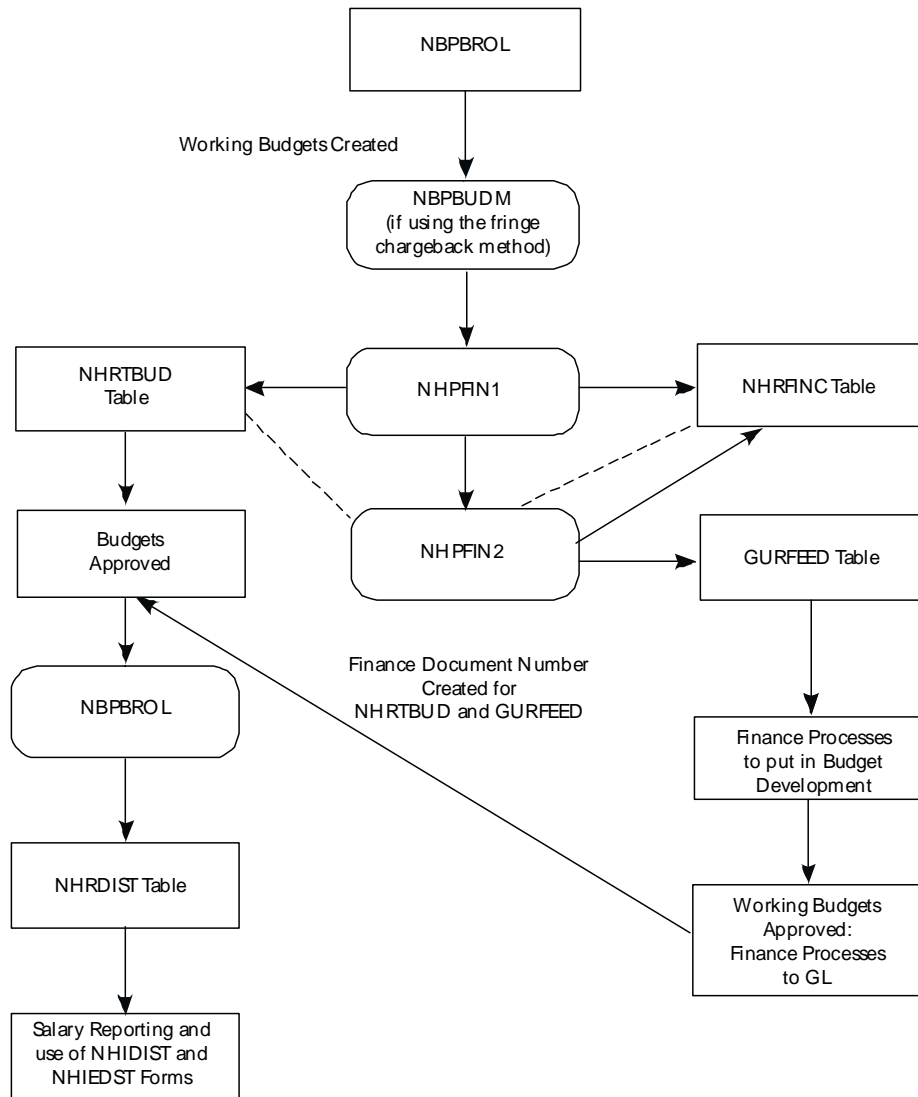 NBPBROL
Working Budgets Created
NBPBUDM
(if using the fringe
chargeback method)
NHRTBUD
Table
NHPFIN1
NHRFINC Table
Budgets
Approved
NHPFIN2
GURFEED Table
Finance Document Number
Created for
NHRTBUD and GURFEED
NBPBROL
Finance Processes
to put in Budget
Development
NHRDIST Table
Working Budgets
Approved:
Finance Processes
to GL
Salary Reporting and
use of NHIDIST and
NHIEDST Forms